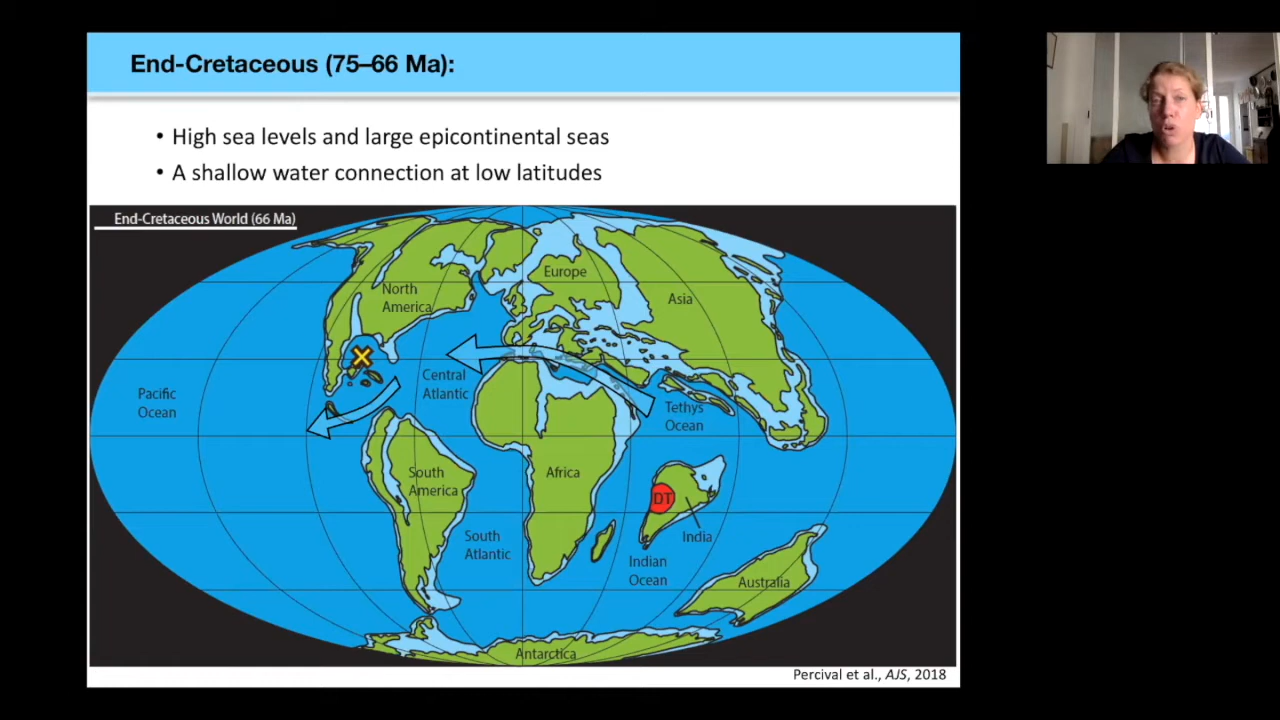 End-Cretaceous (75–66 Ma):
• High sea levels and large epicontinental seas
• A shallow water connection at low latitudes
End-Cretaceous World (66 Ma)
North
America
Europe
Asia
Pacific
Ocean
Central
Atlantic
Tethys
Ocean
South
America
Africa
DT
India
South
Atlantic
Indian
Ocean
Australia
Antarctica
Percival et al., AJS, 2018